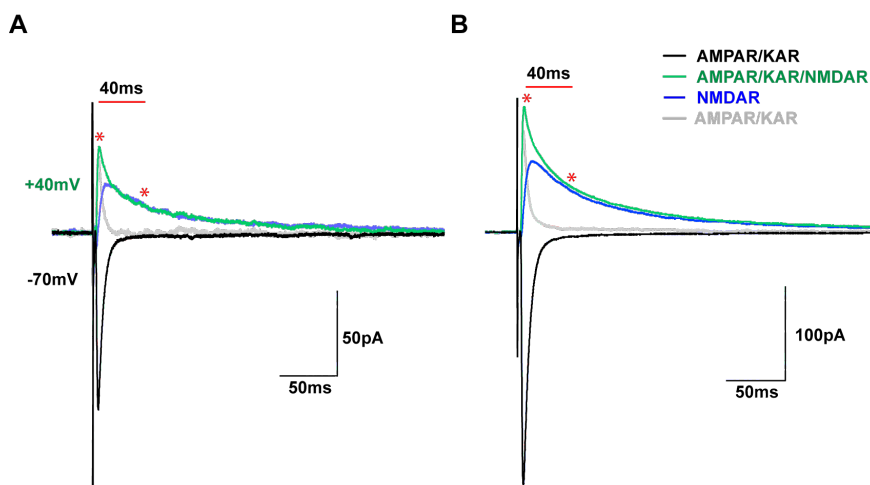 A
40ms
*
*
+40mV
-70mV
50pA
50ms
B
40ms
*
*
AMPAR/KAR
AMPAR/KAR/NMDAR
NMDAR
AMPAR/KAR
100pA
50ms